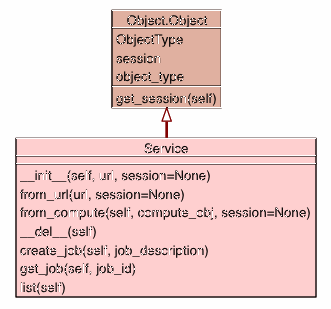 Object.Object
ObjectType
session
object_type
get_session(self)
Service
__init__(self, url, session=None)
from_url(url, session=None)
from_compute(self, compute_obj, session=None)
__del__(self)
create_job(self, job_description)
get_job(self, job_id)
list(self)